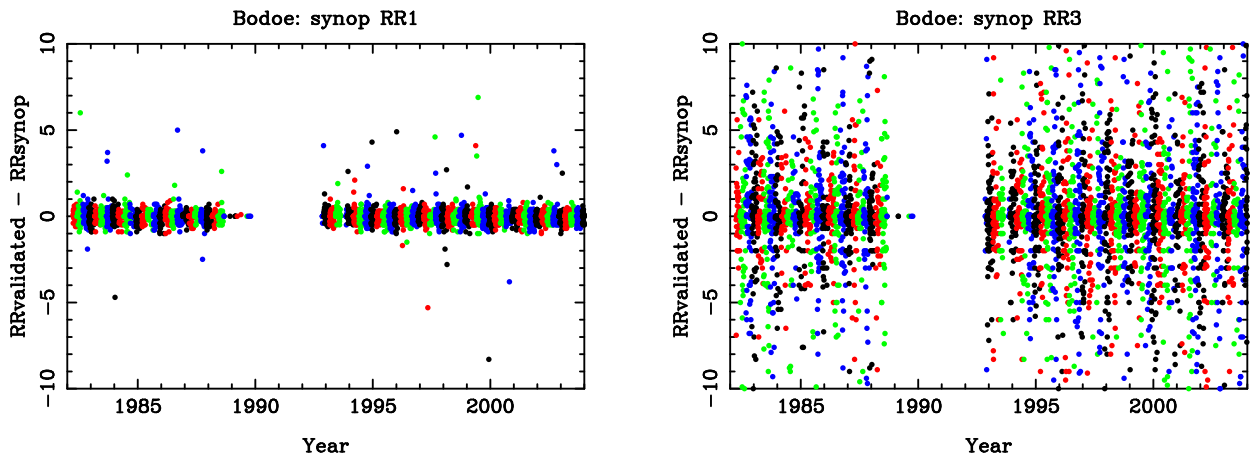 Bodoe: synop RR1
RRvalidated − RRsynop
10
5
0
−5
−10
1985 1990 1995 2000
Year
Bodoe: synop RR3
RRvalidated − RRsynop
10
5
0
−5
−10
1985 1990 1995 2000
Year